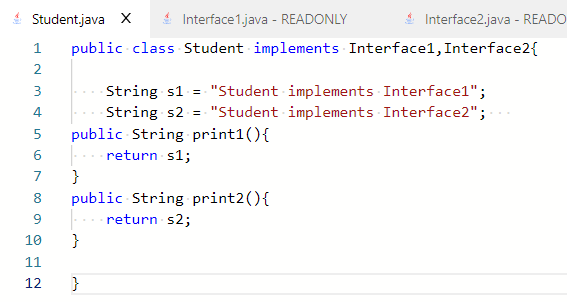 Student.java X Interface1.java - READONLY Interface2.java - READO
1 public class Student implements Interface1,Interface2{
2
3 String s1 = "Student implements Interface1";
4 String s2 = "Student implements Interface2";
5 public String print1(){
6 return s1;
7 }
8 public String print2(){
9 return s2;
10 }
11
12 }